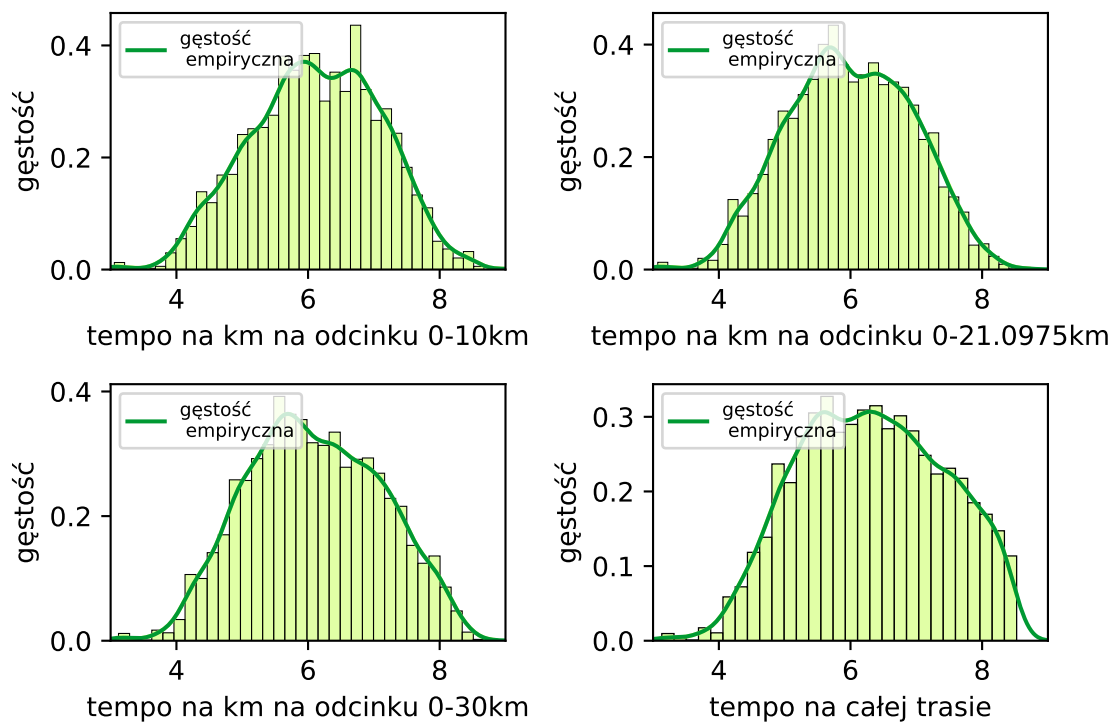 gęstość
0.4
0.2
0.0
gęstość
empiryczna
4
6
8
tempo na km na odcinku 0-10km
gęstość
0.4
0.2
0.0
gęstość
empiryczna
4
6
8
tempo na km na odcinku 0-21.0975km
gęstość
0.4
0.2
0.0
gęstość
empiryczna
4
6
8
tempo na km na odcinku 0-30km
gęstość
0.3
0.2
0.1
0.0
gęstość
empiryczna
4
6
8
tempo na całej trasie